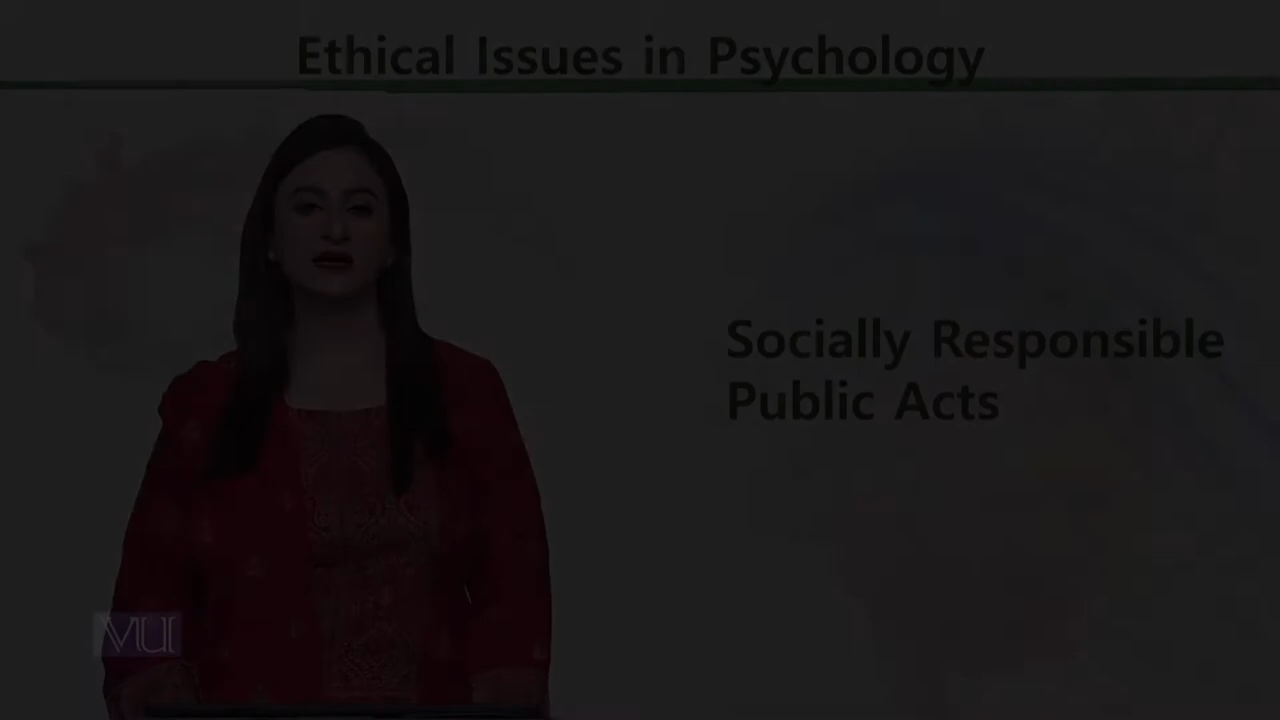 Ethical Issues in Psychology
Socially Responsible
Public Acts
VU